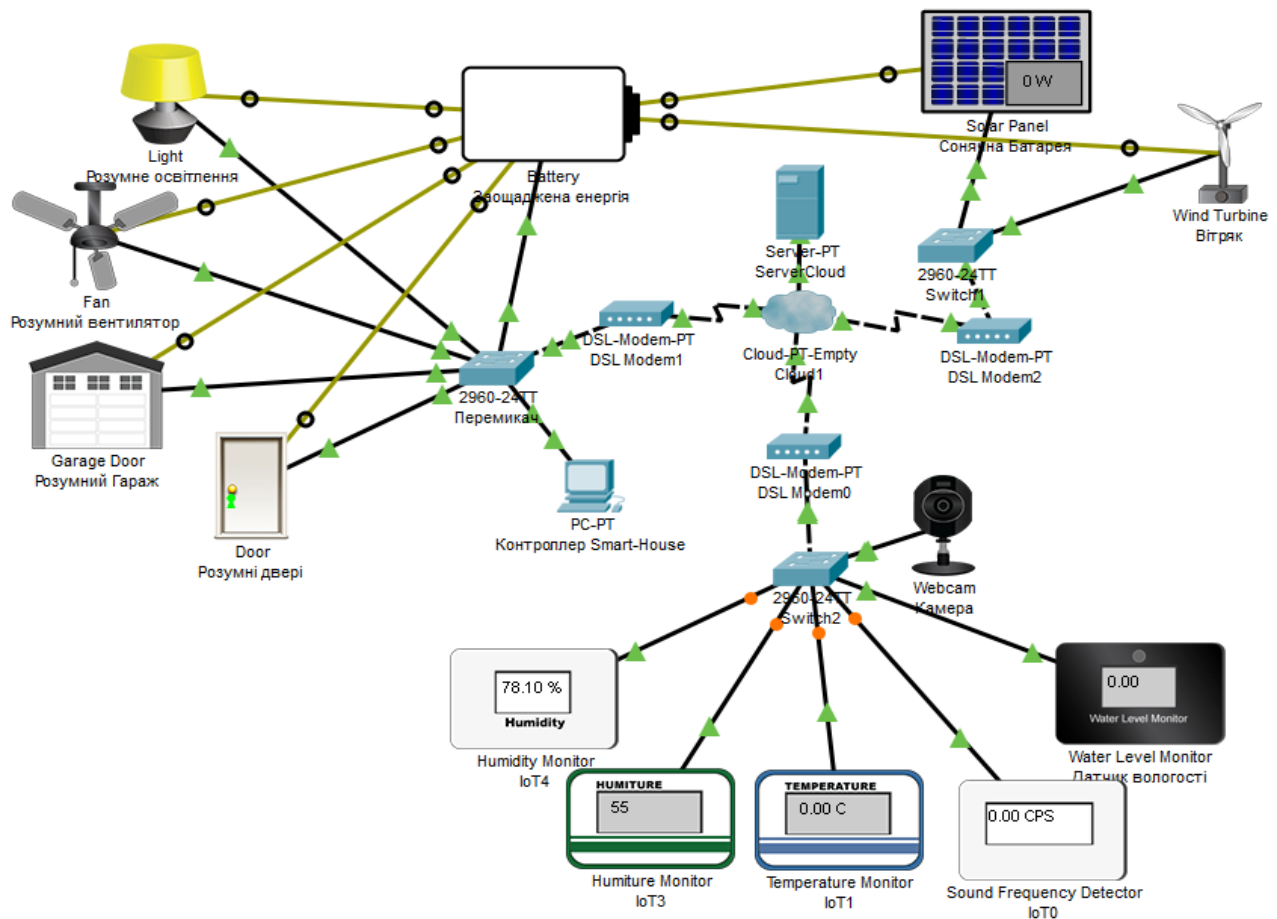 0 W
Light
Розумне освітлення
Battery
Заощаджена енергія
Solar Panel
Сонячна Батарея
Wind Turbine
Вітряк
Fan
Розумний вентилятор
Server-PT
ServerCloud
2960-24TT
Switch1
DSL-Modem-PT
DSL Modem1
Cloud-PT-Empty
Cloud1
DSL-Modem-PT
DSL Modem2
2960-24TT
Перемикач
Garage Door
Розумний Гараж
Door
Розумні двері
PC-PT
Контроллер Smart-House
DSL-Modem-PT
DSL Modem0
2960-24TT
Switch2
Webcam
Камера
78.10 %
Humidity
Humidity Monitor
IoT4
0.00
Water Level Monitor
Water Level Monitor
Датчик вологості
HUMITURE
55
Humiture Monitor
IoT3
TEMPERATURE
0.00 C
Temperature Monitor
IoT1
0.00 CPS
Sound Frequency Detector
IoT0